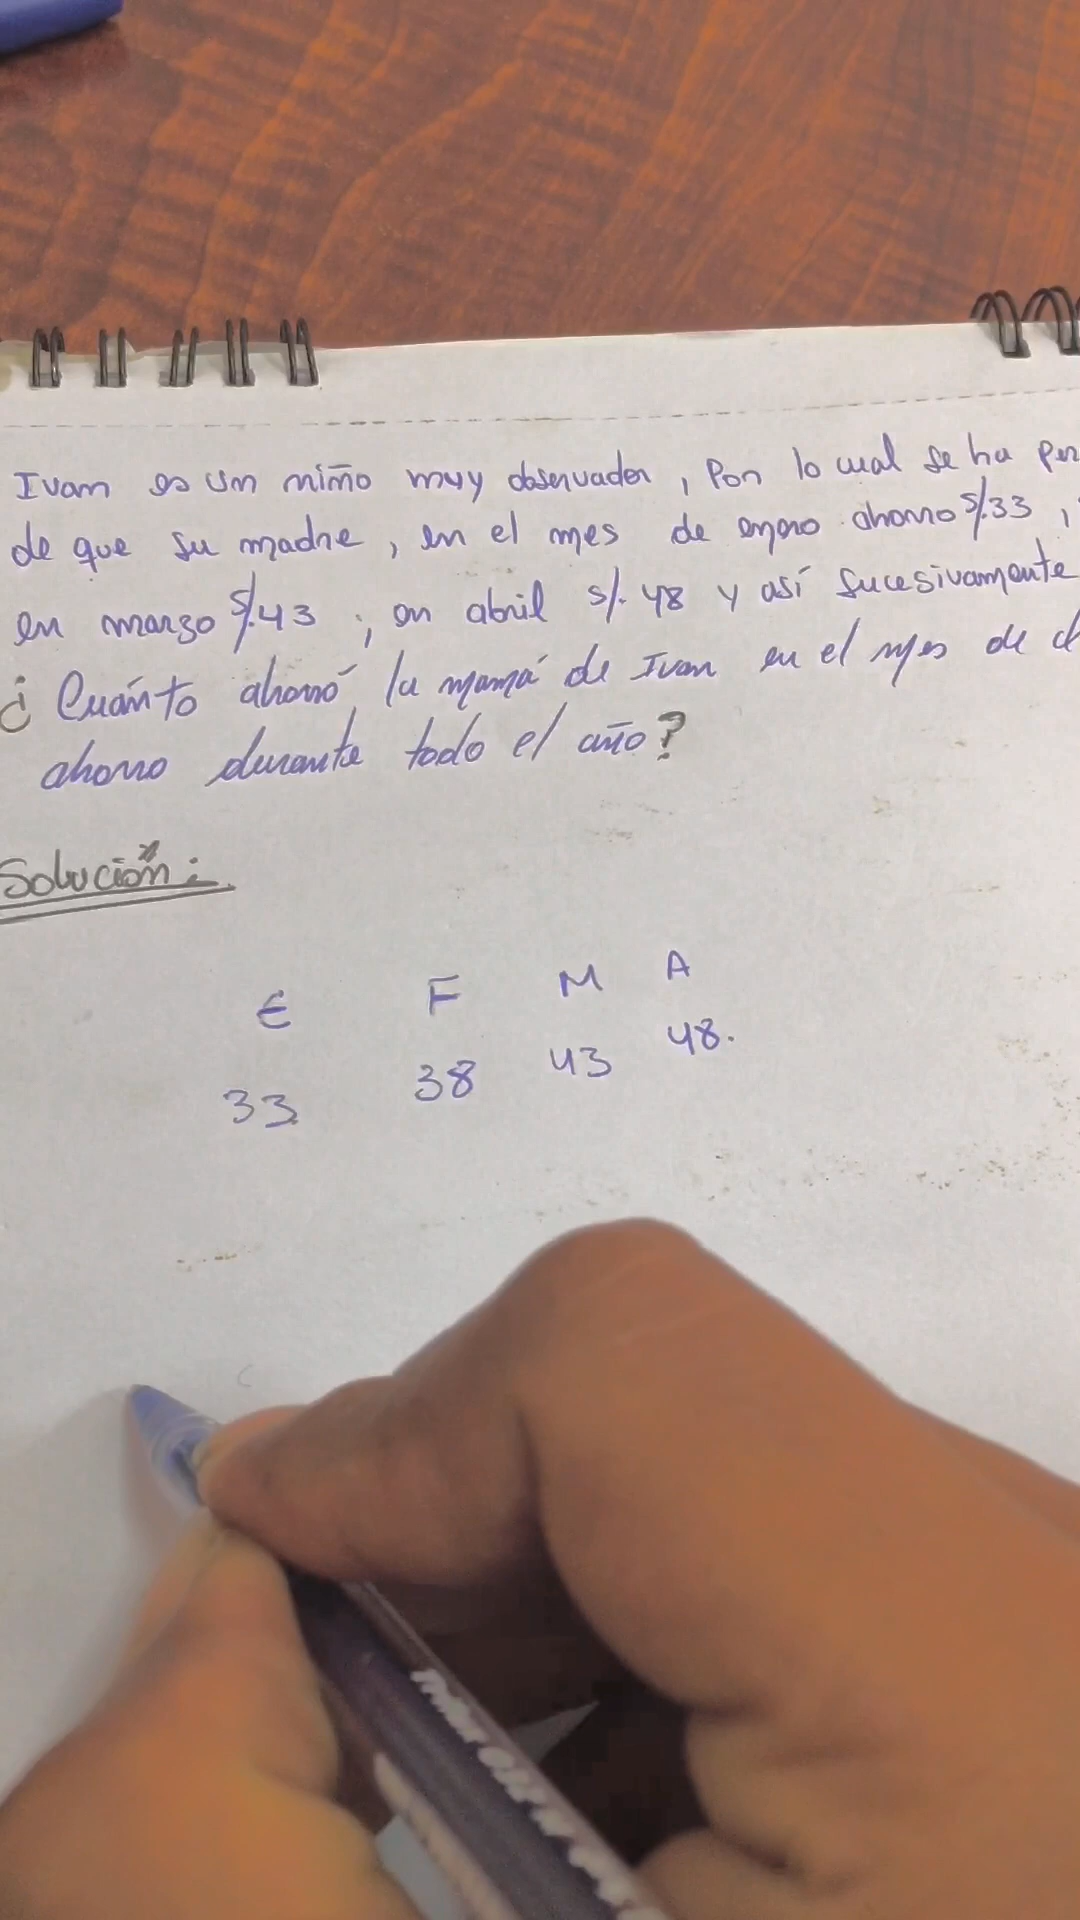 Ivan es un niño muy observador, Por lo cual se ha per
de que su madre, en el mes de enero ahorro S/.33,
en marzo S/.43, en abril s/. 48 y así sucesivamente
¿Cuánto ahorró la mamá de Ivan en el mes de d
ahorro durante todo el año?
Solución:
E F M A
33 38 43 48.